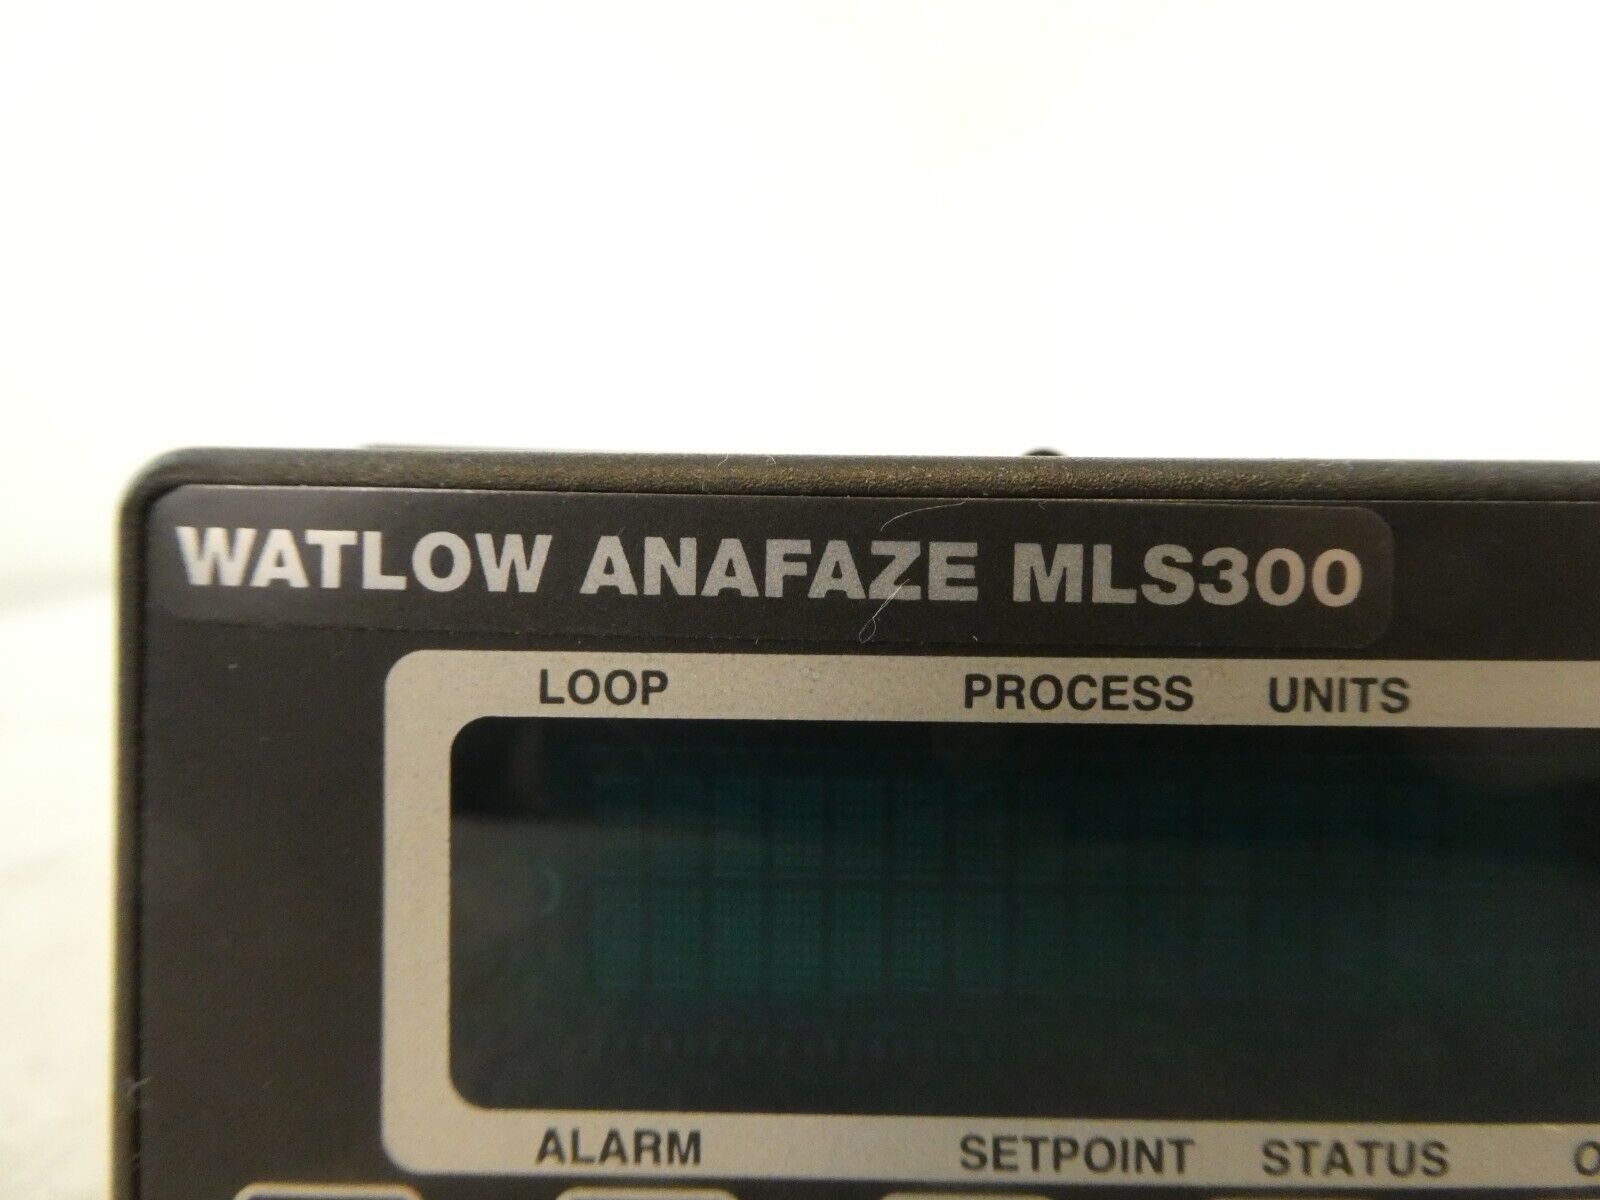 WATLOW ANAFAZE MLS300
LOOP PROCESS UNITS
ALARM SETPOINT STATUS